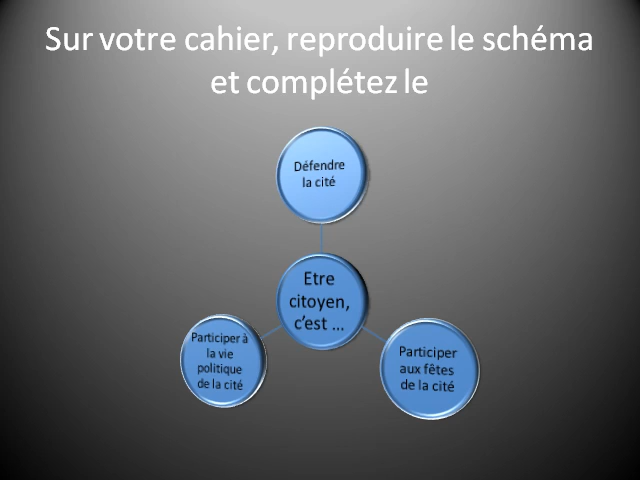 Sur votre cahier, reproduire le schéma
et complétez le
Défendre
la cité
Etre
citoyen,
c'est ...
Participer à
la vie
politique
de la cité
Participer
aux fêtes
de la cité